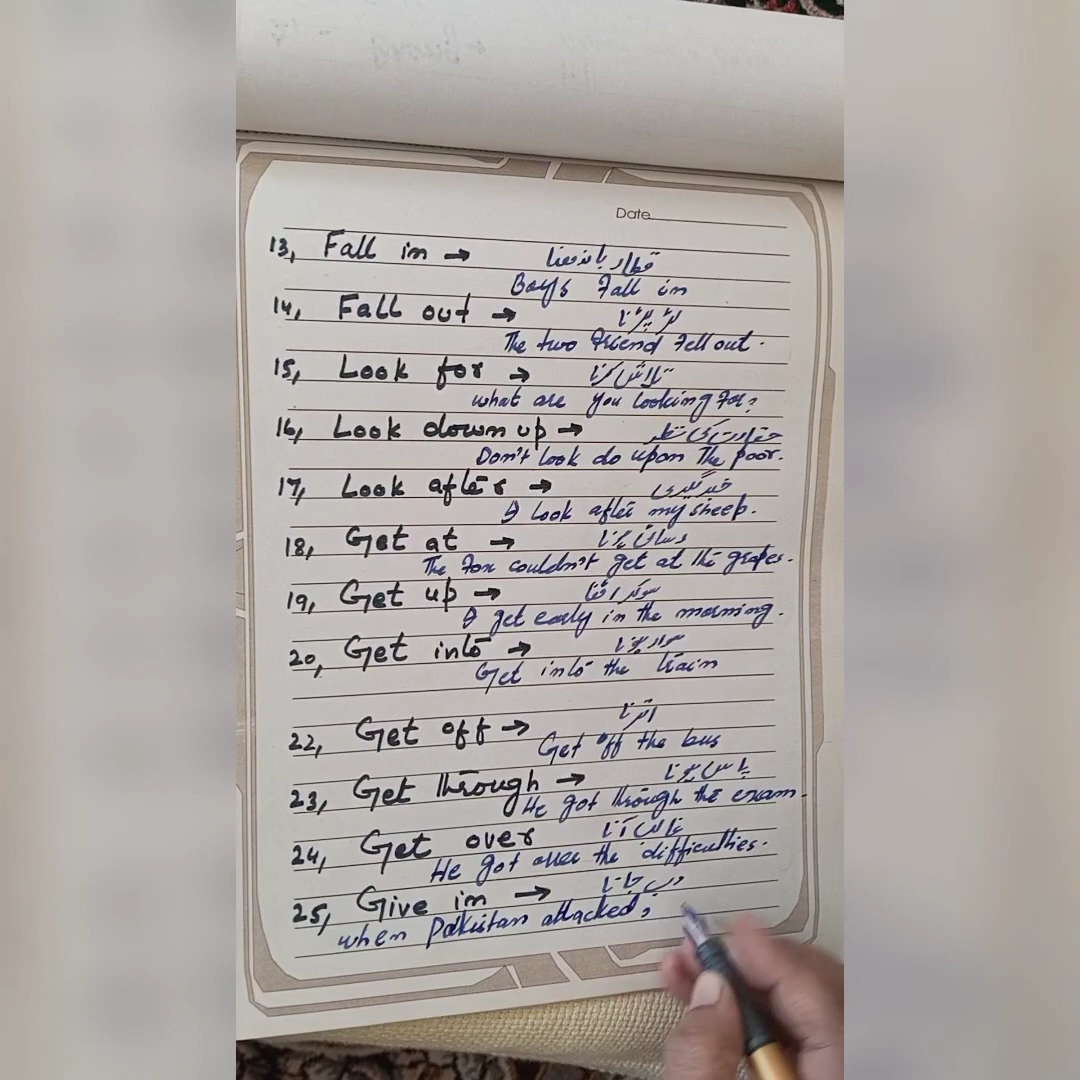 Date
13, Fall in → قطار باندھنا
Boys Fall in
14, Fall out → لڑ پڑنا
The two Friend Fell out.
15, Look for → تلاش کرنا
what are you looking For?
16, Look down up → حقارت کی نظر
Don't Look do upon The poor.
17, Look after → خبرگیری
I Look after my sheep.
18, Get at → رسائی ہونا
The Fox couldn't get at the grapes.
19, Get up → سو کر اٹھنا
I get early in the morning.
20, Get into → سوار ہونا
Get into the train
22, Get off → اترنا
Get off the bus
23, Get through → پاس ہونا
He got through the exam.
24, Get over غالب آنا
He got over the difficulties.
25, Give in → دب جانا
when Pakistan attacked,